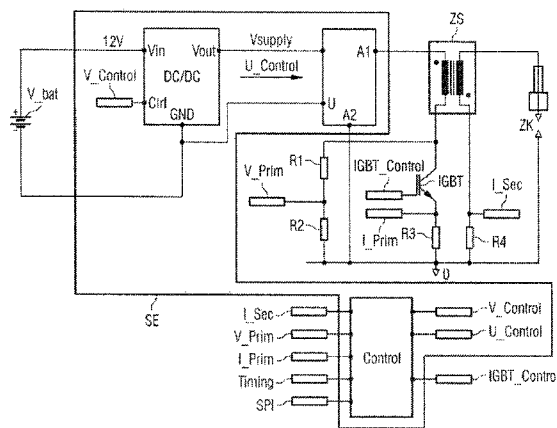 ZS
12V
Vin
Vout
Vsupply
A1
V_Control
DC/DC
U_Control
V_bat
Ctrl
GND
U
A2
ZK
R1
IGBT_Control
V_Prim
IGBT
I_Sec
I_Prim
R2
R3
R4
0
SE
I_Sec
V_Control
V_Prim
U_Control
I_Prim
Control
Timing
IGBT_Contro
SPI